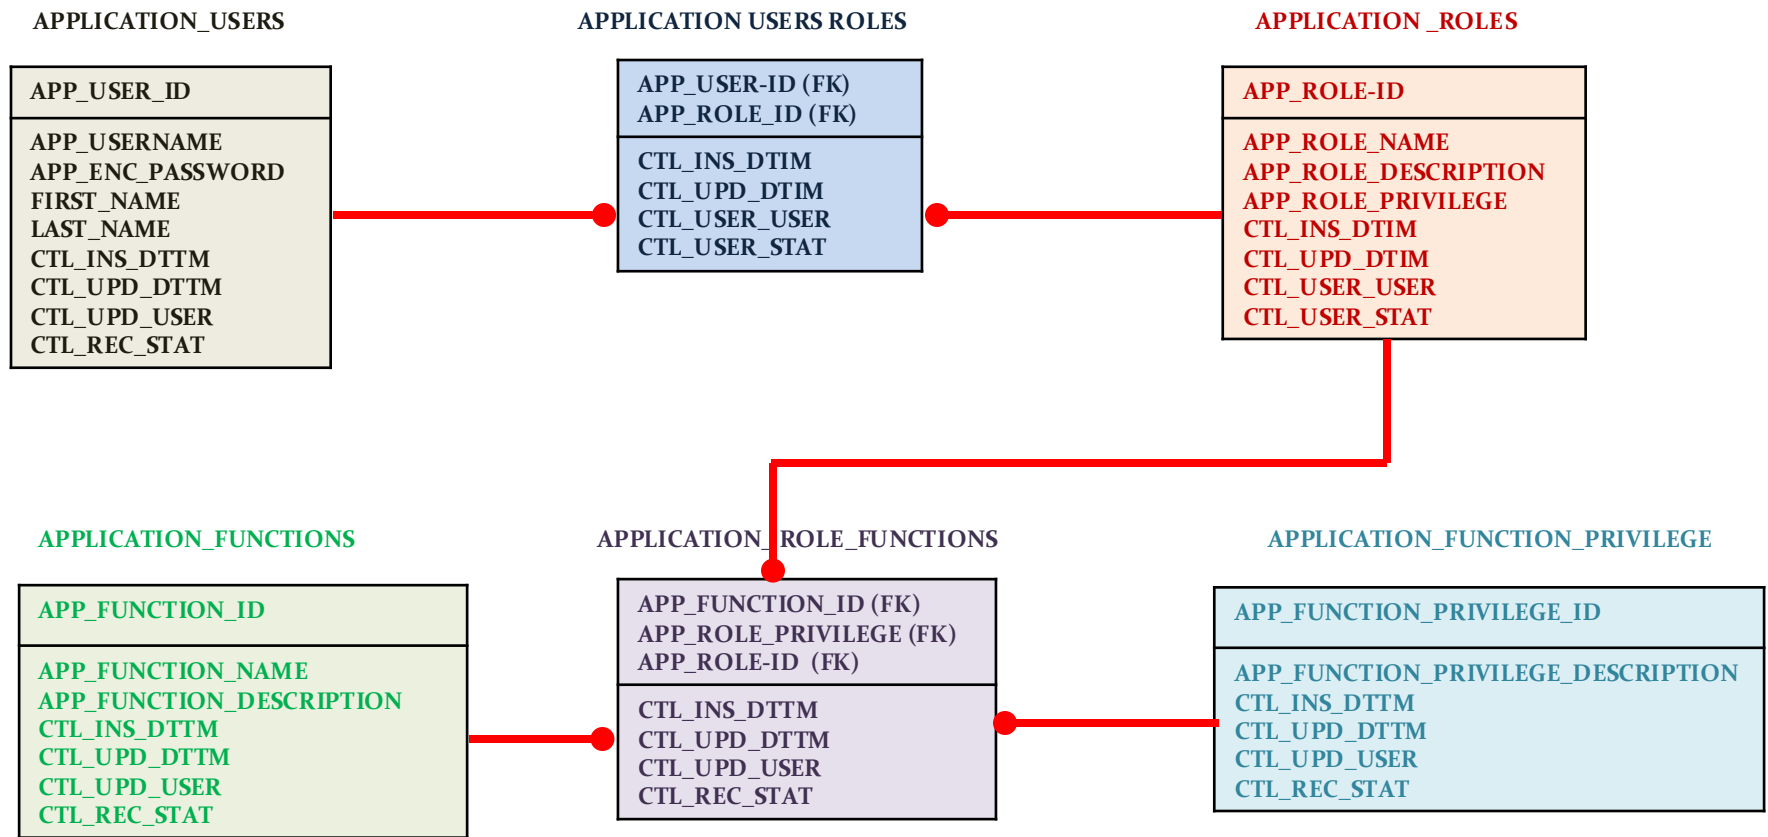 APPLICATION_USERS
APP_USER_ID
APP_USERNAME
APP_ENC_PASSWORD
FIRST_NAME
LAST_NAME
CTL_INS_DTTM
CTL_UPD_DTTM
CTL_UPD_USER
CTL_REC_STAT
APPLICATION USERS ROLES
APP_USER-ID (FK)
APP_ROLE_ID (FK)
CTL_INS_DTIM
CTL_UPD_DTIM
CTL_USER_USER
CTL_USER_STAT
APPLICATION _ROLES
APP_ROLE-ID
APP_ROLE_NAME
APP_ROLE_DESCRIPTION
APP_ROLE_PRIVILEGE
CTL_INS_DTIM
CTL_UPD_DTIM
CTL_USER_USER
CTL_USER_STAT
APPLICATION_FUNCTIONS
APP_FUNCTION_ID
APP_FUNCTION_NAME
APP_FUNCTION_DESCRIPTION
CTL_INS_DTTM
CTL_UPD_DTTM
CTL_UPD_USER
CTL_REC_STAT
APPLICATION_ROLE_FUNCTIONS
APP_FUNCTION_ID (FK)
APP_ROLE_PRIVILEGE (FK)
APP_ROLE-ID (FK)
CTL_INS_DTTM
CTL_UPD_DTTM
CTL_UPD_USER
CTL_REC_STAT
APPLICATION_FUNCTION_PRIVILEGE
APP_FUNCTION_PRIVILEGE_ID
APP_FUNCTION_PRIVILEGE_DESCRIPTION
CTL_INS_DTTM
CTL_UPD_DTTM
CTL_UPD_USER
CTL_REC_STAT